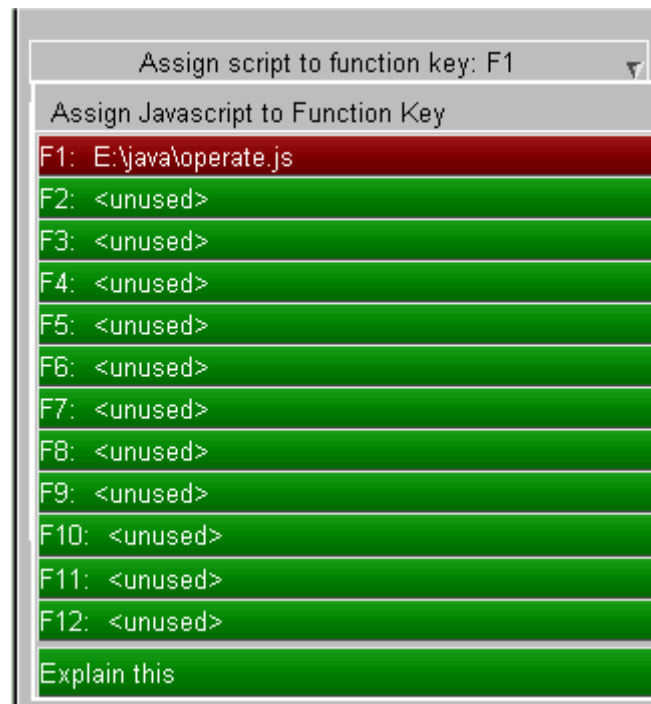 Assign script to function key: F1
Assign Javascript to Function Key
F1: E:\java\operate.js
F2: <unused>
F3: <unused>
F4: <unused>
F5: <unused>
F6: <unused>
F7: <unused>
F8: <unused>
F9: <unused>
F10: <unused>
F11: <unused>
F12: <unused>
Explain this